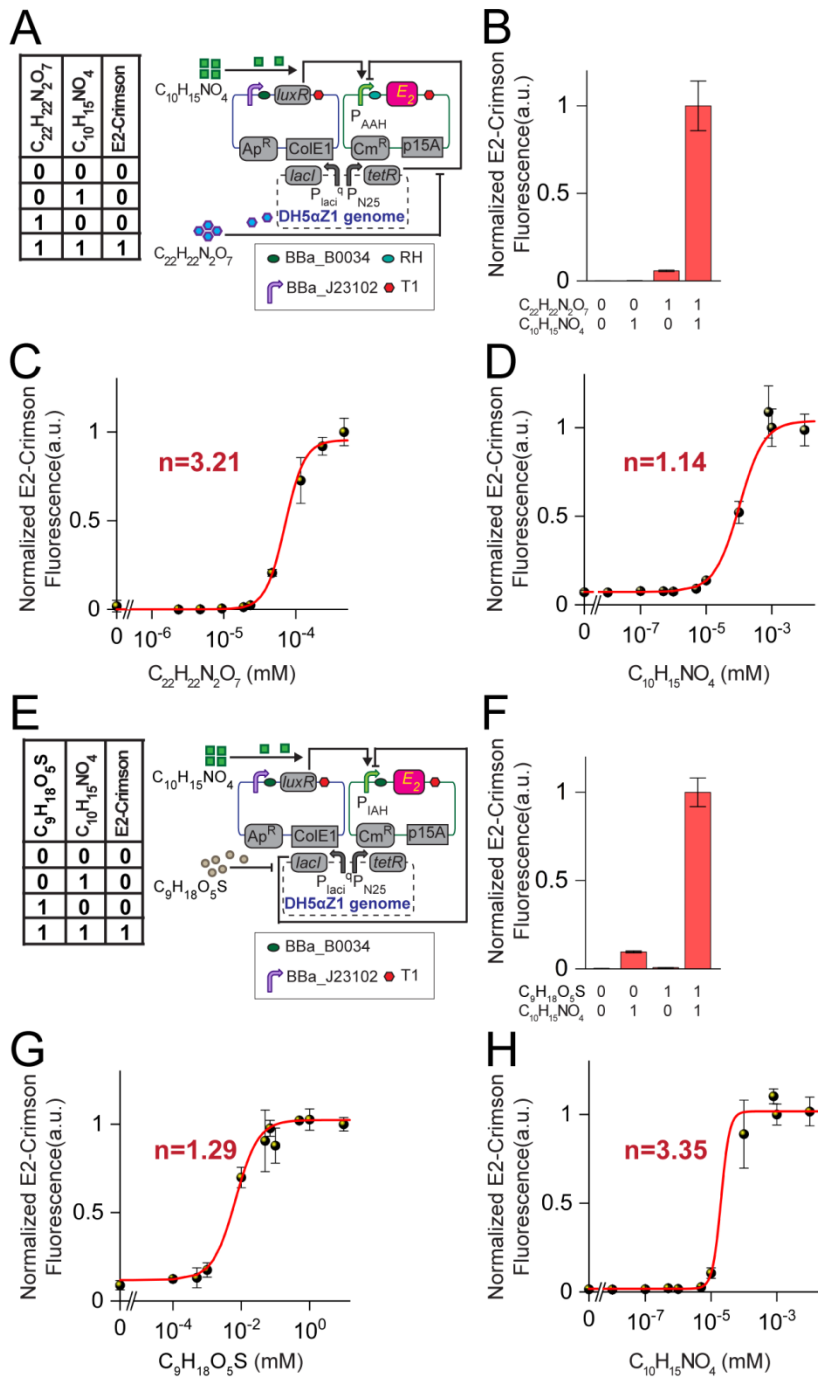 A
C22H22N2O7
C10H15NO4
E2-Crimson
0 0 0
0 1 0
1 0 0
1 1 1
C10H15NO4
luxR
E2
PAAH
ApR
ColE1
CmR
p15A
lacI
tetR
Placiq
PN25
DH5αZ1 genome
C22H22N2O7
BBa_B0034
RH
BBa_J23102
T1
B
Normalized E2-Crimson
Fluorescence(a.u.)
1
0.5
0
C22H22N2O7 0 0 1 1
C10H15NO4 0 1 0 1
C
Normalized E2-Crimson
Fluorescence(a.u.)
1
0.5
0
n=3.21
0 10-6 10-5 10-4
C22H22N2O7 (mM)
D
Normalized E2-Crimson
Fluorescence(a.u.)
1
0.5
0
n=1.14
0 10-7 10-5 10-3
C10H15NO4 (mM)
E
C9H18O5S
C10H15NO4
E2-Crimson
0 0 0
0 1 0
1 0 0
1 1 1
C10H15NO4
luxR
E2
PIAH
ApR
ColE1
CmR
p15A
lacI
tetR
Placiq
PN25
DH5αZ1 genome
C9H18O5S
BBa_B0034
BBa_J23102
T1
F
Normalized E2-Crimson
Fluorescence(a.u.)
1
0.5
0
C9H18O5S 0 0 1 1
C10H15NO4 0 1 0 1
G
Normalized E2-Crimson
Fluorescence(a.u.)
1
0.5
0
n=1.29
0 10-4 10-2 100
C9H18O5S (mM)
H
Normalized E2-Crimson
Fluorescence(a.u.)
1
0.5
0
n=3.35
0 10-7 10-5 10-3
C10H15NO4 (mM)